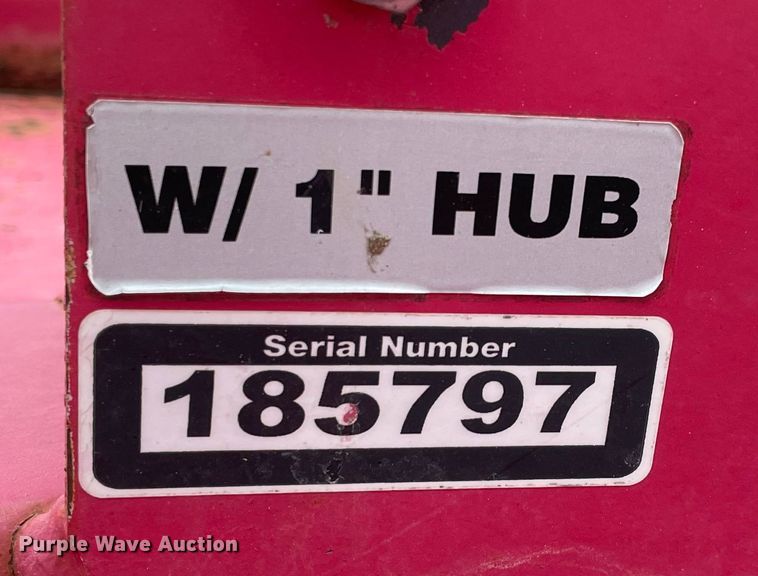 W/ 1" HUB
Serial Number
185797
Purple Wave Auction